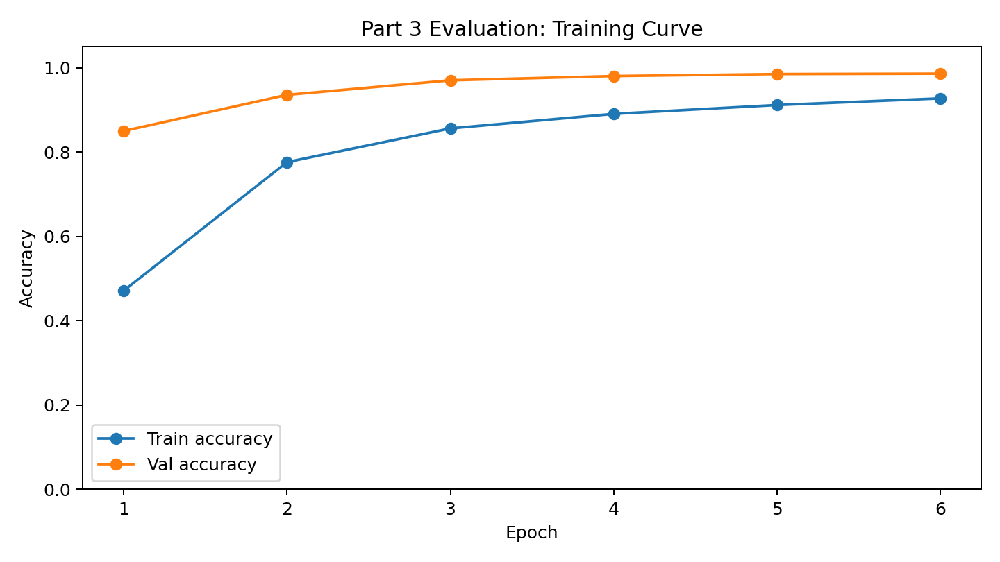 Part 3 Evaluation: Training Curve
1.0
0.8
0.6
0.4
0.2
0.0
Accuracy
Train accuracy
Val accuracy
1 2 3 4 5 6
Epoch